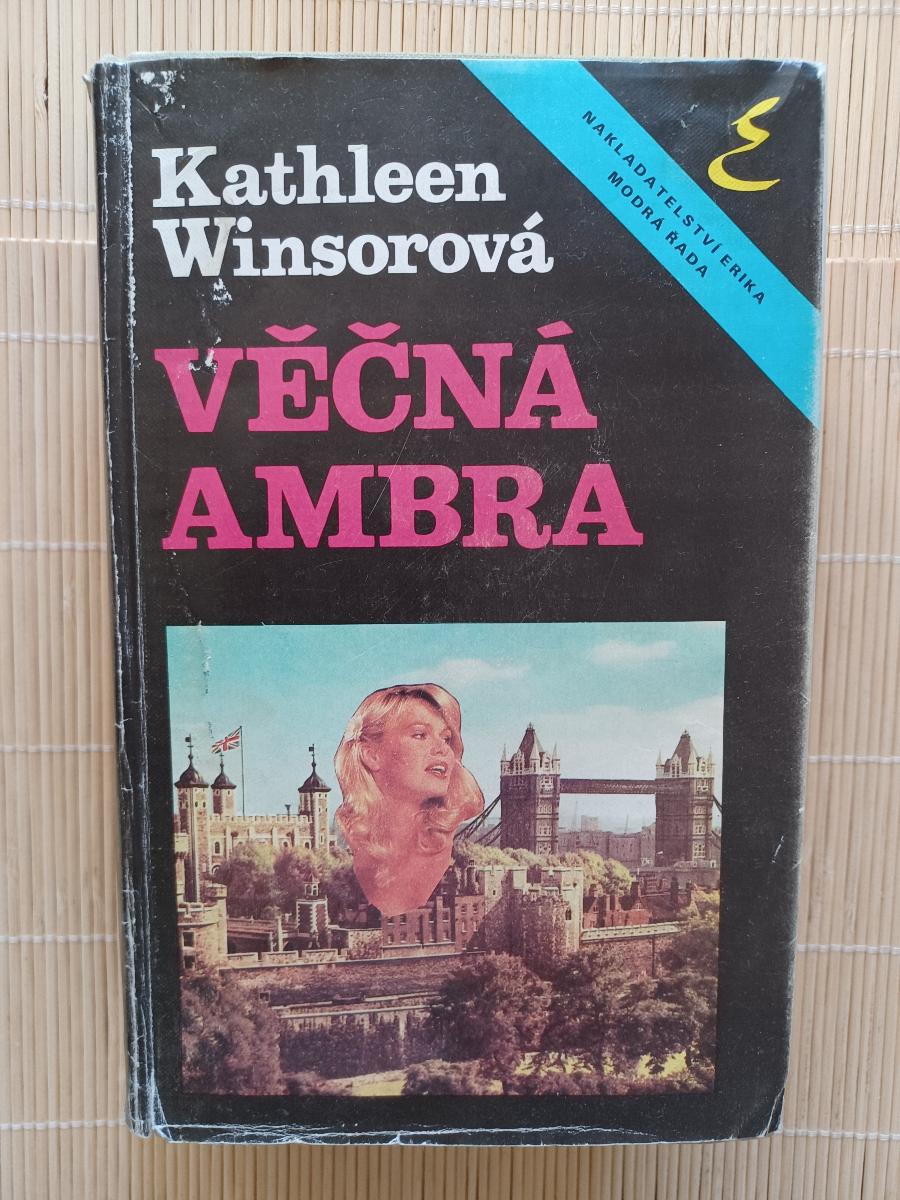 Kathleen
Winsorová
VĚČNÁ
AMBRA
NAKLADATELSTVÍ ERIKA
MODRÁ ŘADA